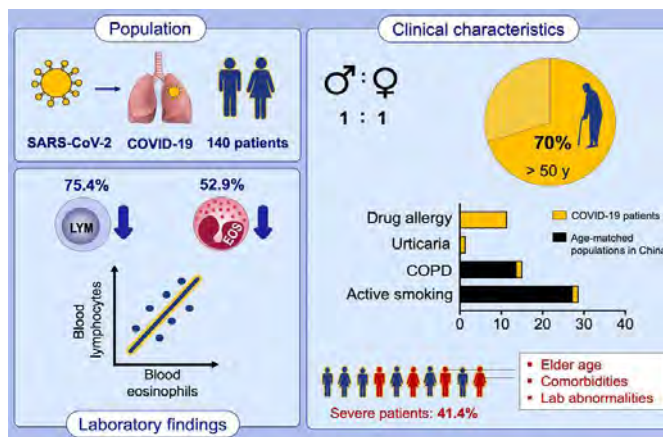 Population
SARS-CoV-2
COVID-19
140 patients
75.4%
52.9%
LYM
EOS
Blood
lymphocytes
Blood
eosinophils
Laboratory findings
Clinical characteristics
♂:♀
1 : 1
70%
> 50 y
Drug allergy
Urticaria
COPD
Active smoking
0 10 20 30 40
COVID-19 patients
Age-matched
populations in China
Severe patients: 41.4%
Elder age
Comorbidities
Lab abnormalities